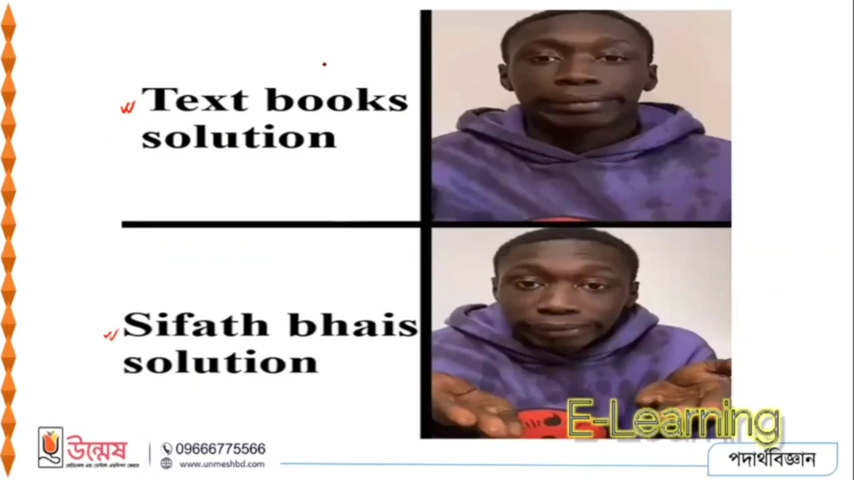 Text books
solution
Sifath bhais
solution
E-Learning
উন্মেষ
09666775566
www.unmeshbd.com
পদার্থবিজ্ঞান